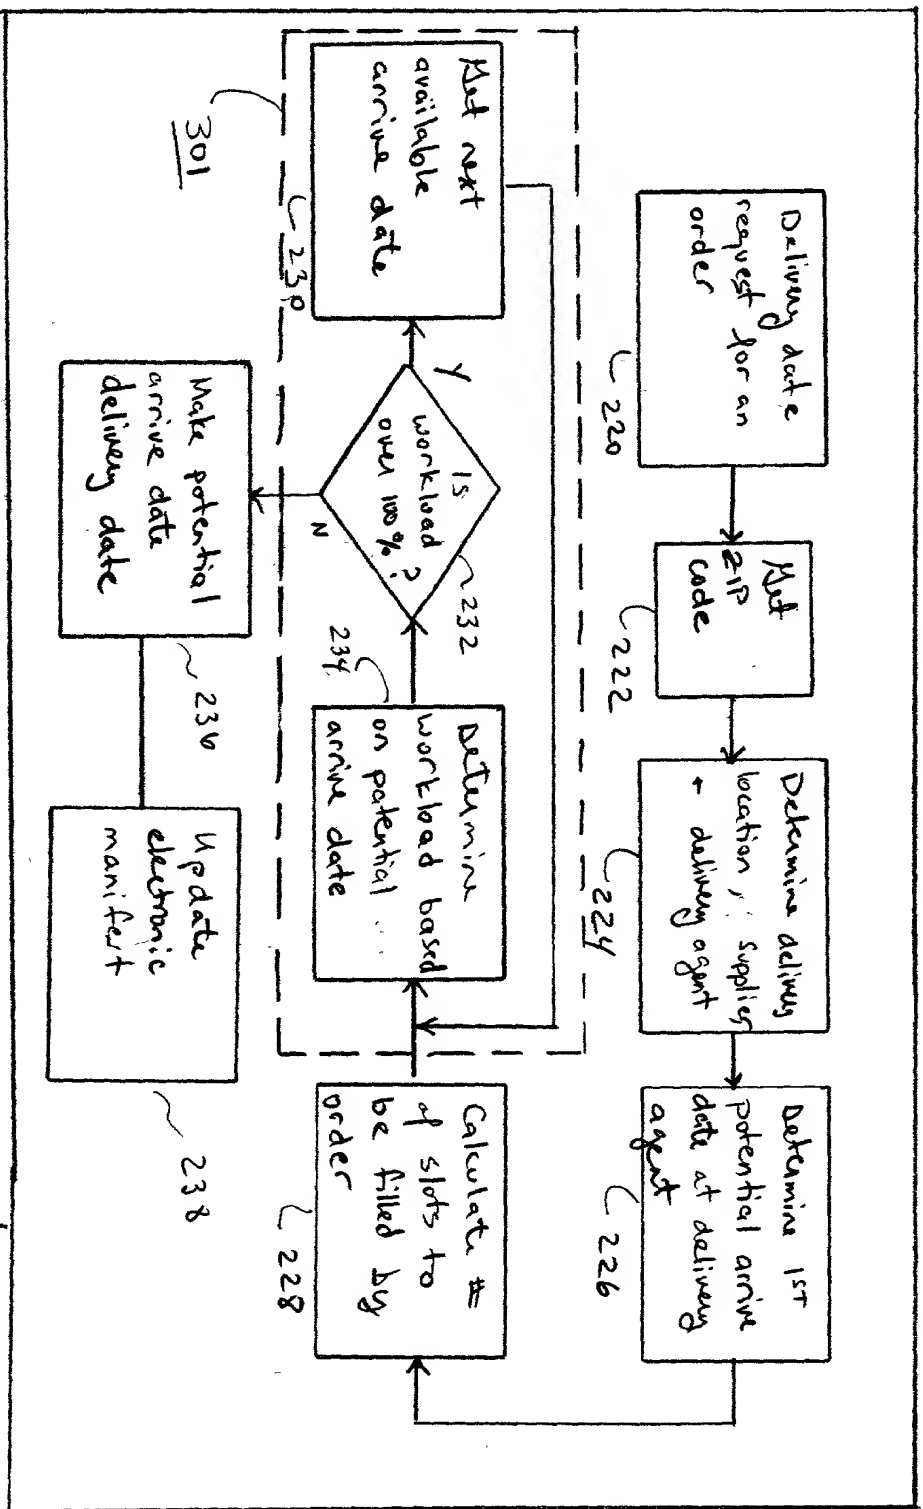 Delivery date
request for an
order
220
Get
ZIP
code
222
Determine delivery
location, supplier
+ delivery agent
224
Determine 1ST
potential arrive
date at delivery
agent
226
Calculate #
of slots to
be filled by
order
228
Determine
workload based
on potential
arrive date
234
Is
workload
over 100%?
232
Y
N
Get next
available
arrive date
230
301
Make potential
arrive date
delivery date
236
Update
electronic
manifest
238